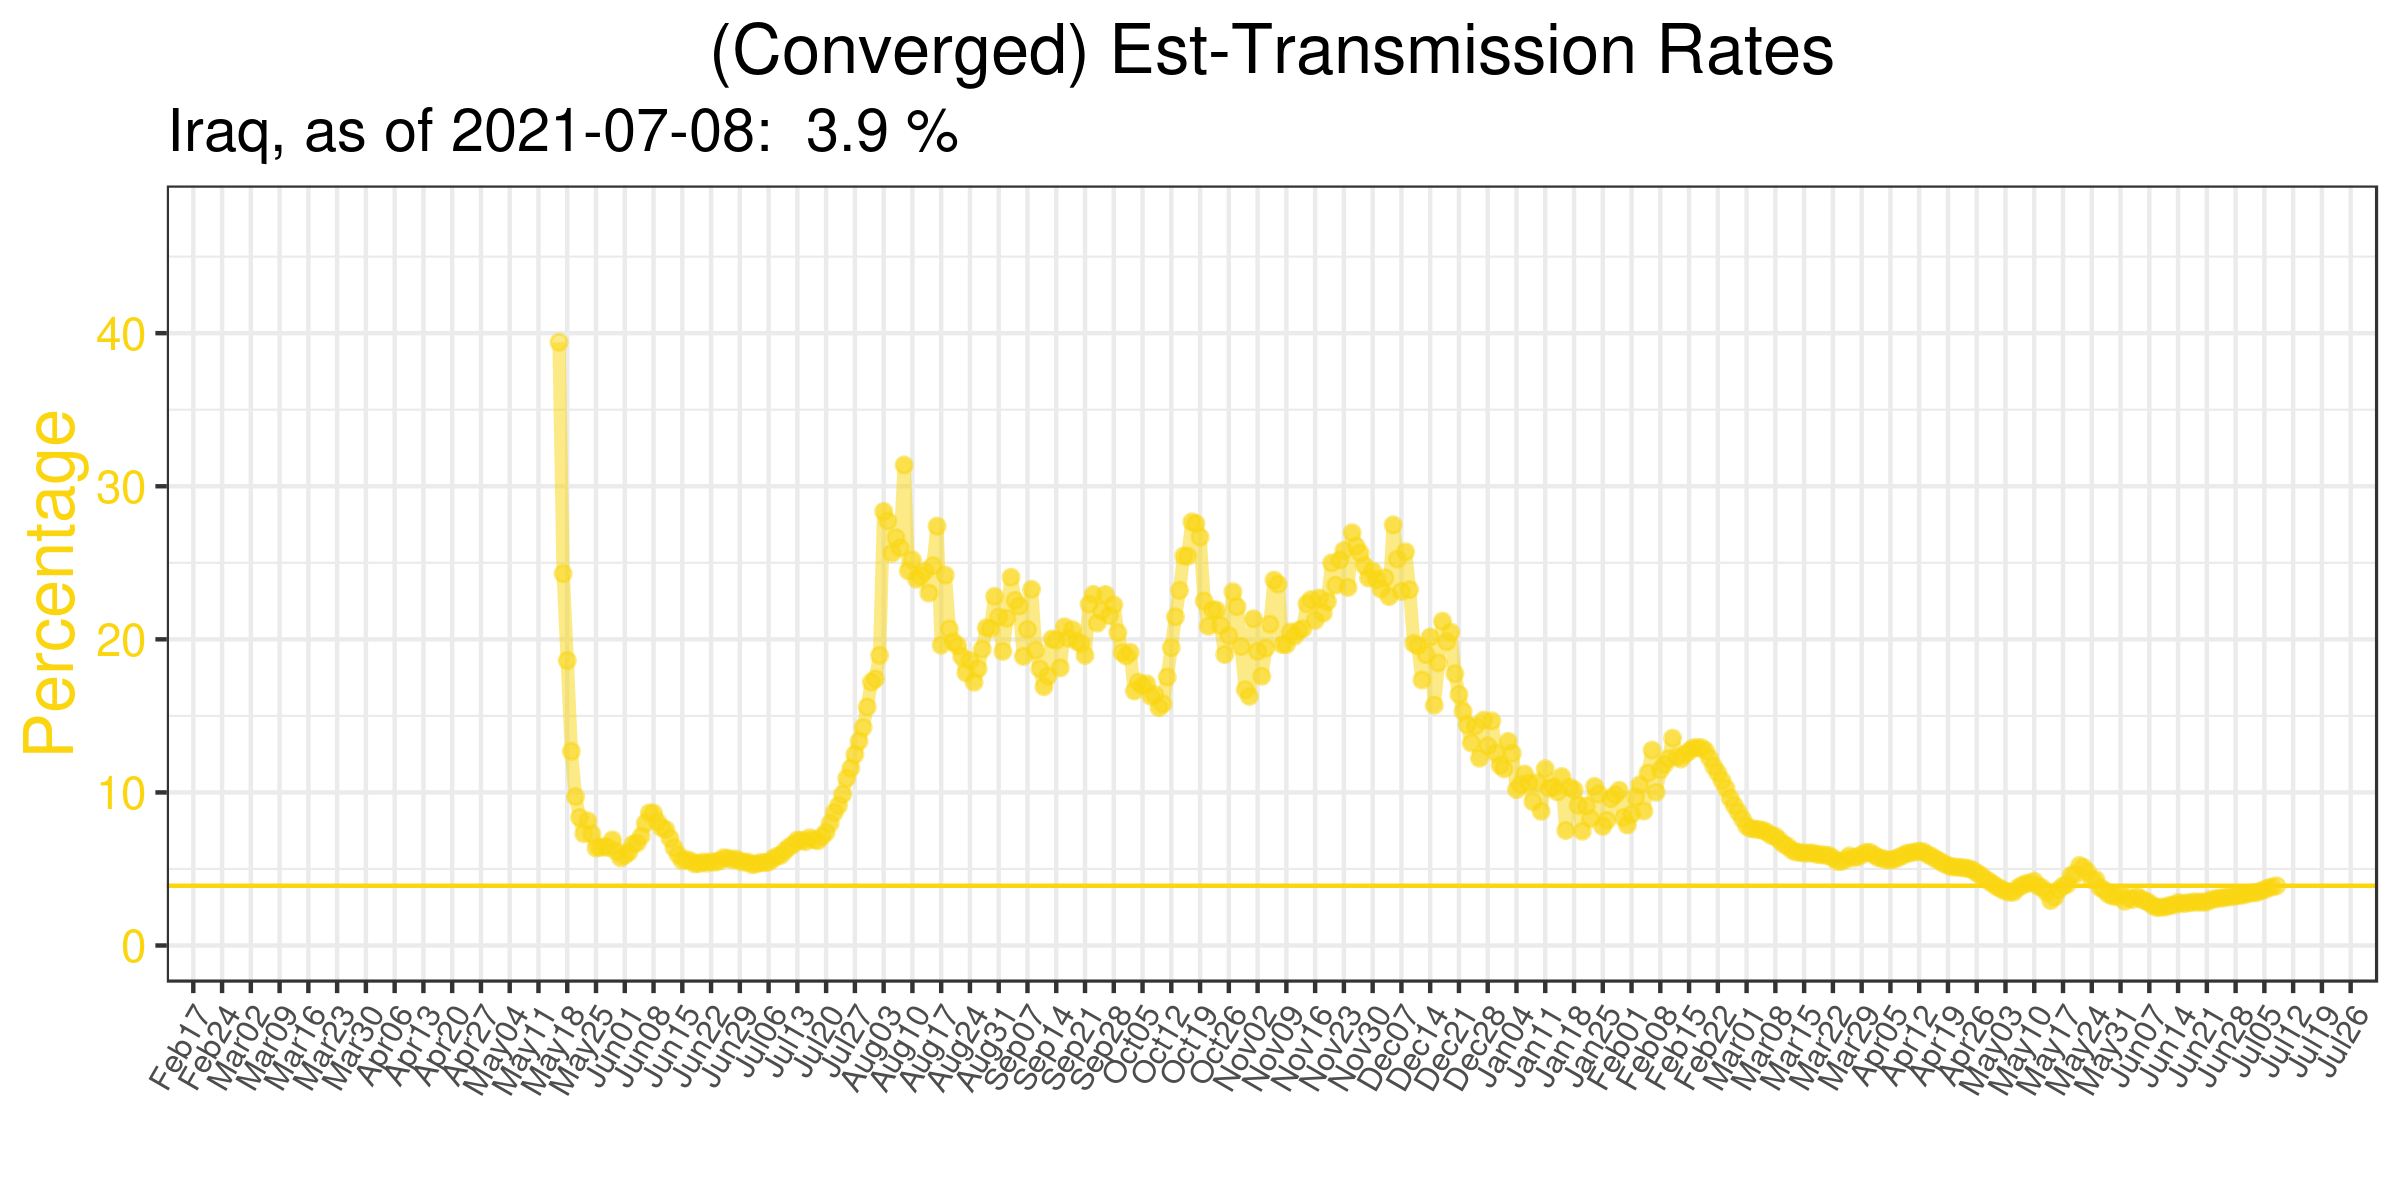 (Converged) Est-Transmission Rates
Iraq, as of 2021-07-08:  3.9 %
Percentage
40
30
20
10
0
Feb17
Feb24
Mar02
Mar09
Mar16
Mar23
Mar30
Apr06
Apr13
Apr20
Apr27
May04
May11
May18
May25
Jun01
Jun08
Jun15
Jun22
Jun29
Jul06
Jul13
Jul20
Jul27
Aug03
Aug10
Aug17
Aug24
Aug31
Sep07
Sep14
Sep21
Sep28
Oct05
Oct12
Oct19
Oct26
Nov02
Nov09
Nov16
Nov23
Nov30
Dec07
Dec14
Dec21
Dec28
Jan04
Jan11
Jan18
Jan25
Feb01
Feb08
Feb15
Feb22
Mar01
Mar08
Mar15
Mar22
Mar29
Apr05
Apr12
Apr19
Apr26
May03
May10
May17
May24
May31
Jun07
Jun14
Jun21
Jun28
Jul05
Jul12
Jul19
Jul26